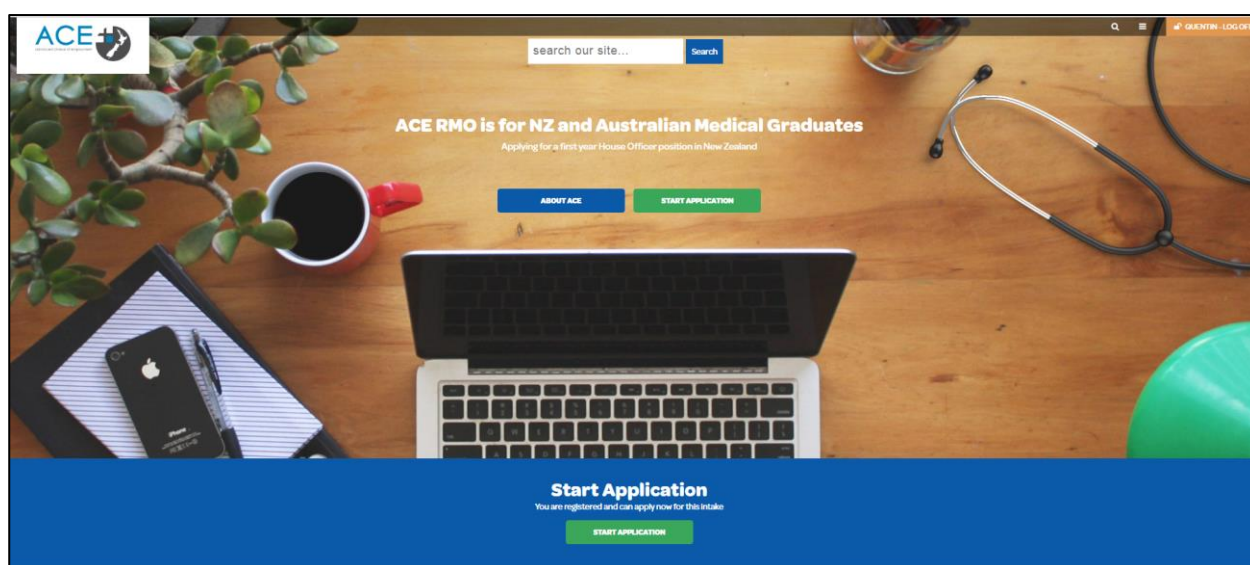 ACE
QUENTIN - LOG OF
search our site...
Search
ACE RMO is for NZ and Australian Medical Graduates
Applying for a first year House Officer position in New Zealand
ABOUT ACE
START APPLICATION
iPhone
Start Application
You are registered and can apply now for this intake
START APPLICATION